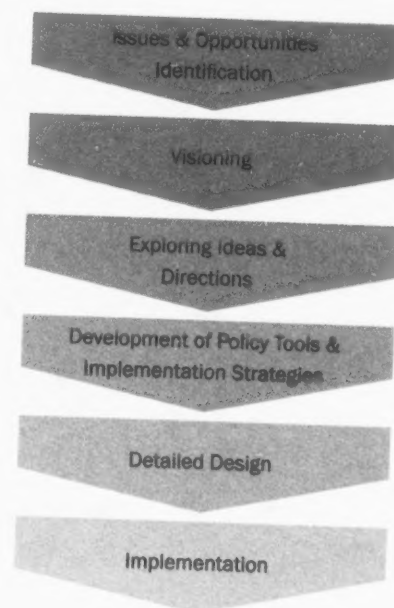 Issues & Opportunities
Identification
Visioning
Exploring Ideas &
Directions
Development of Policy Tools &
Implementation Strategies
Detailed Design
Implementation